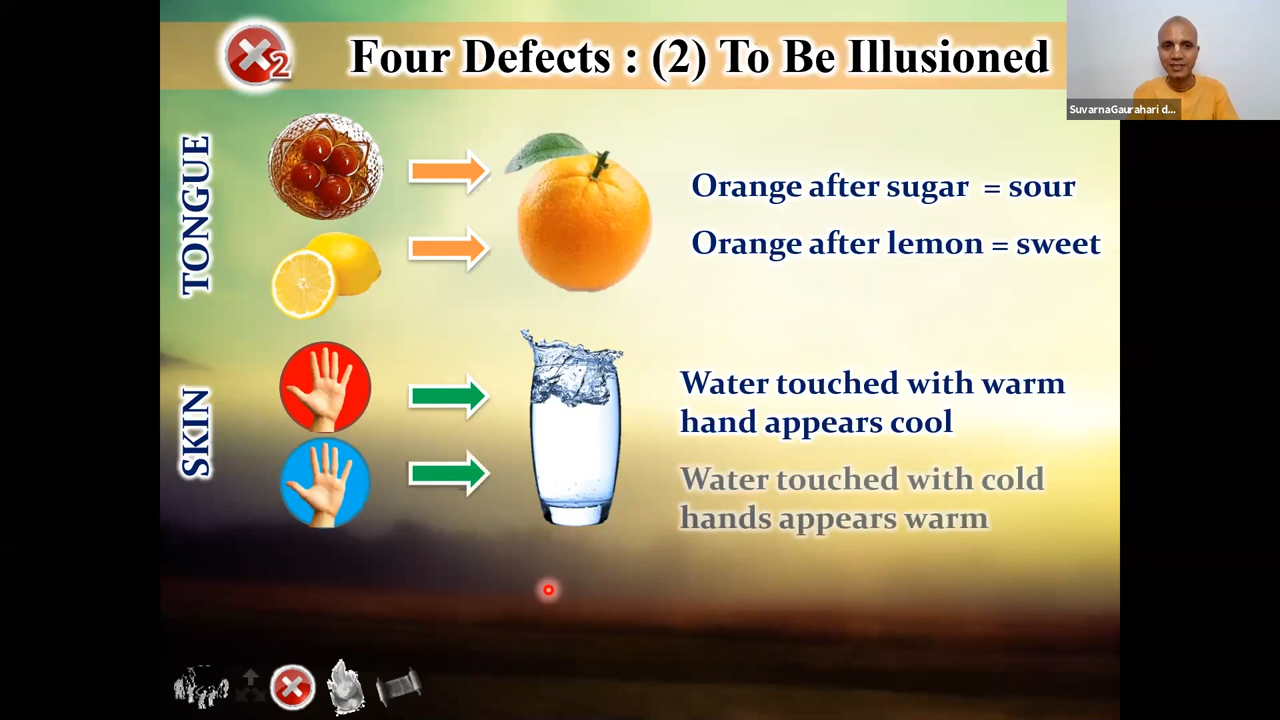 2
Four Defects : (2) To Be Illusioned
SuvarnaGaurahari d...
TONGUE
Orange after sugar = sour
Orange after lemon = sweet
SKIN
Water touched with warm
hand appears cool
Water touched with cold
hands appears warm